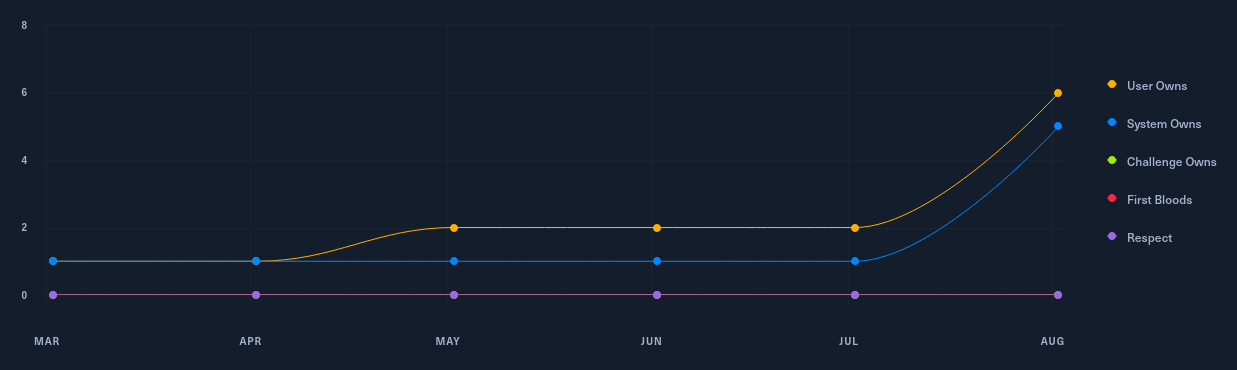 8
6
4
2
0
MAR APR MAY JUN JUL AUG
User Owns
System Owns
Challenge Owns
First Bloods
Respect